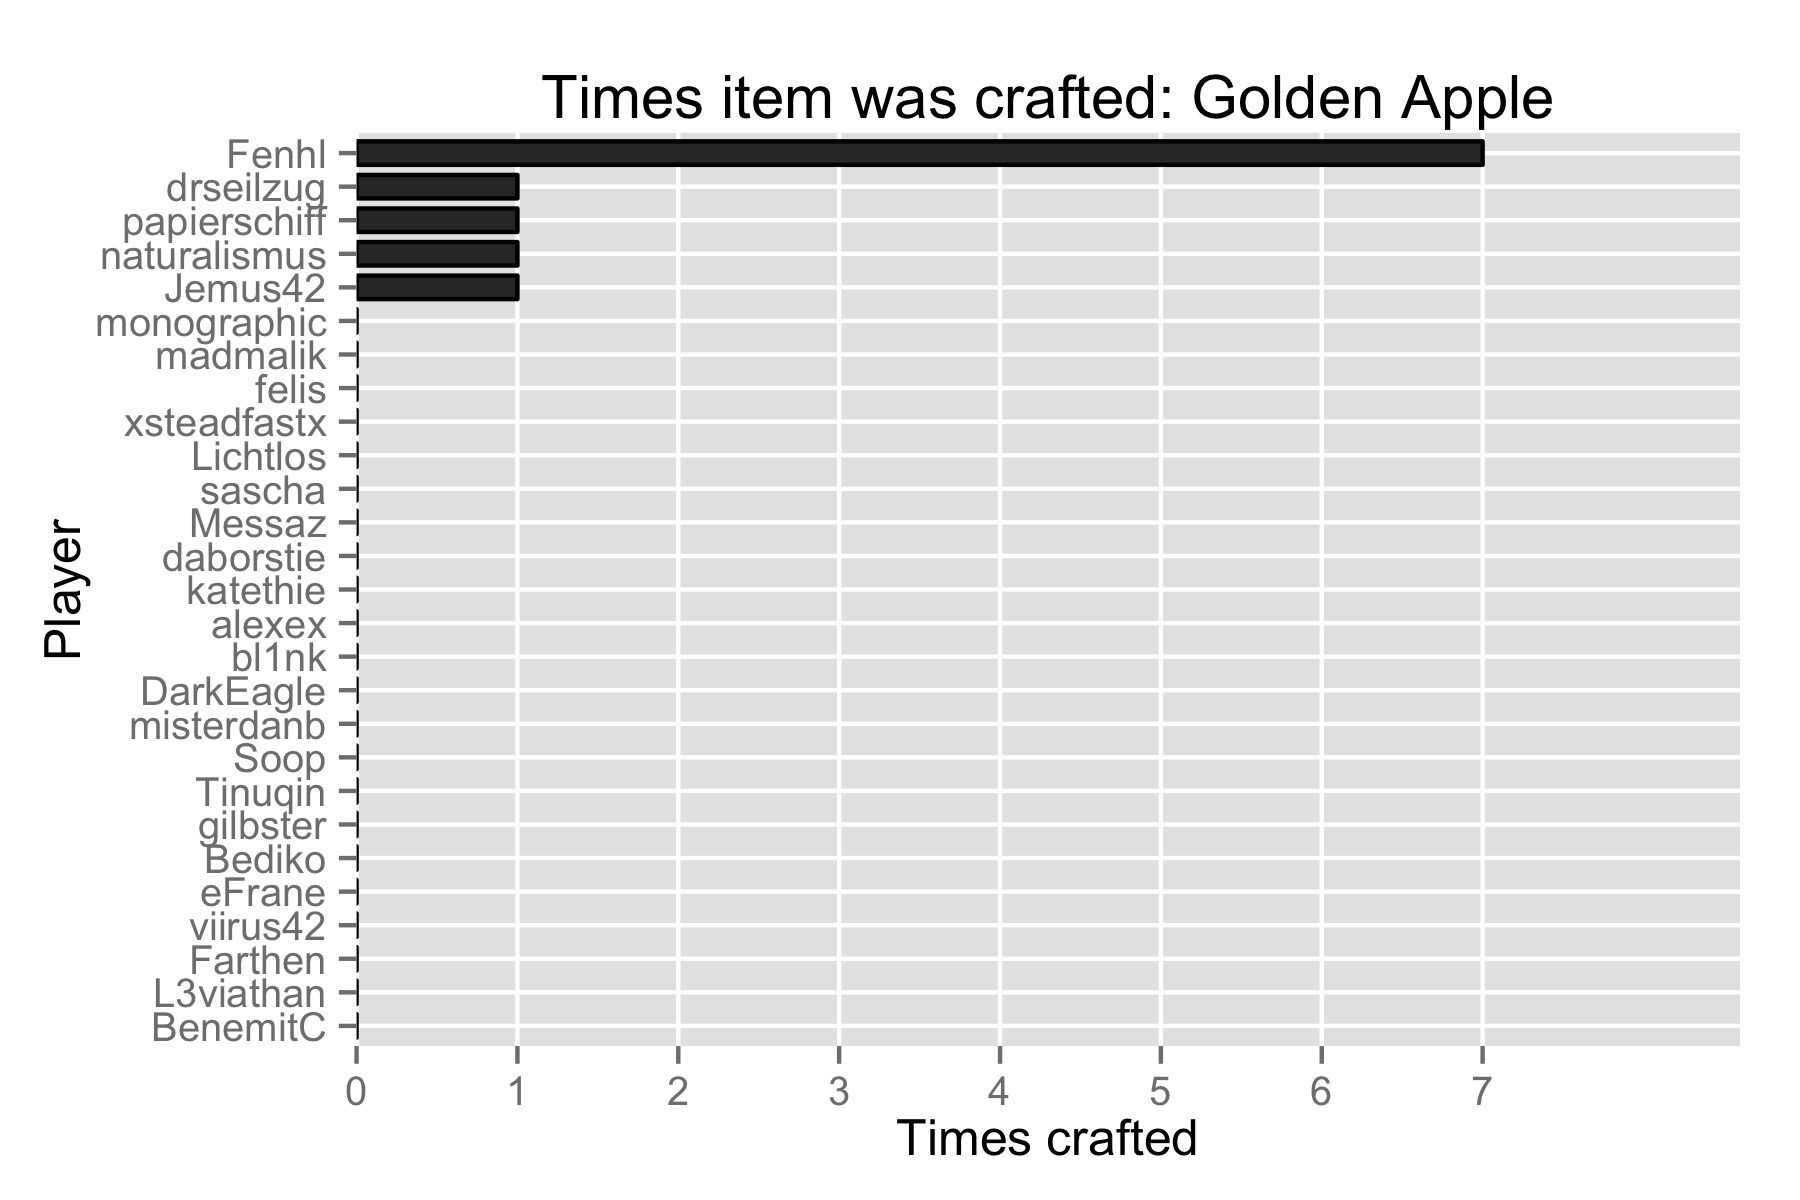 Times item was crafted: Golden Apple
Fenhl
drseilzug
papierschiff
naturalismus
Jemus42
monographic
madmalik
felis
xsteadfastx
Lichtlos
sascha
Messaz
daborstie
katethie
alexex
bl1nk
DarkEagle
misterdanb
Soop
Tinuqin
gilbster
Bediko
eFrane
viirus42
Farthen
L3viathan
BenemitC
Player
0 1 2 3 4 5 6 7
Times crafted